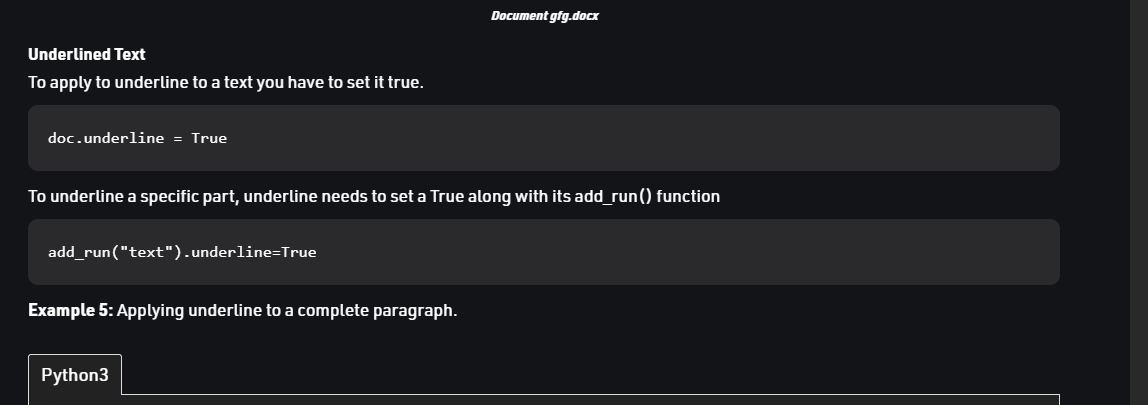 Document gfg.docx
Underlined Text
To apply to underline to a text you have to set it true.
doc.underline = True
To underline a specific part, underline needs to set a True along with its add_run() function
add_run("text").underline=True
Example 5: Applying underline to a complete paragraph.
Python3